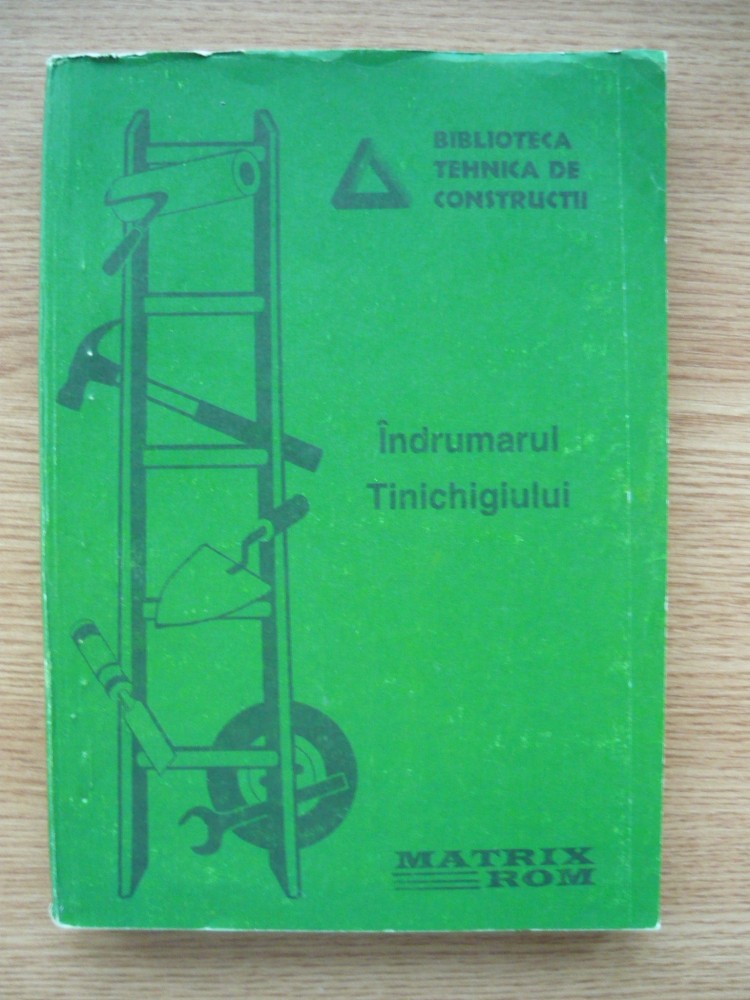 BIBLIOTECA
TEHNICA DE
CONSTRUCTII
Îndrumarul
Tinichigiului
MATRIX
ROM